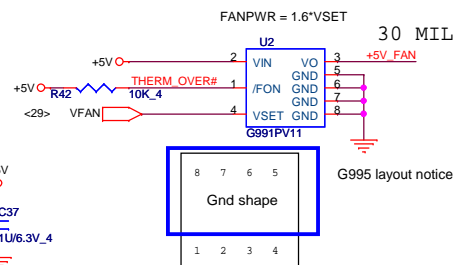 FANPWR = 1.6*VSET
30 MIL
U2
+5V 2 VIN VO 3 +5V_FAN
GND 5
+5V R42 10K_4 THERM_OVER# 1 /FON GND 6
GND 7
<29> VFAN 4 VSET GND 8
G991PV11
G995 layout notice
8 7 6 5
Gnd shape
1 2 3 4
V
C37
1U/6.3V_4